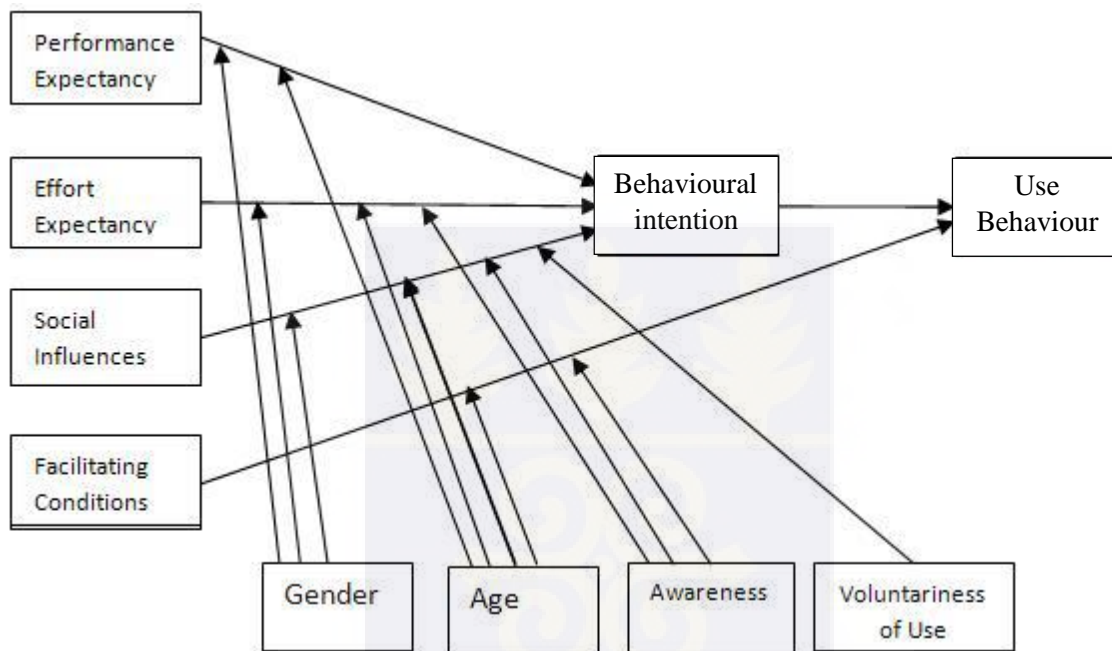 Performance
Expectancy
Effort
Expectancy
Social
Influences
Facilitating
Conditions
Behavioural
intention
Use
Behaviour
Gender
Age
Awareness
Voluntariness
of Use